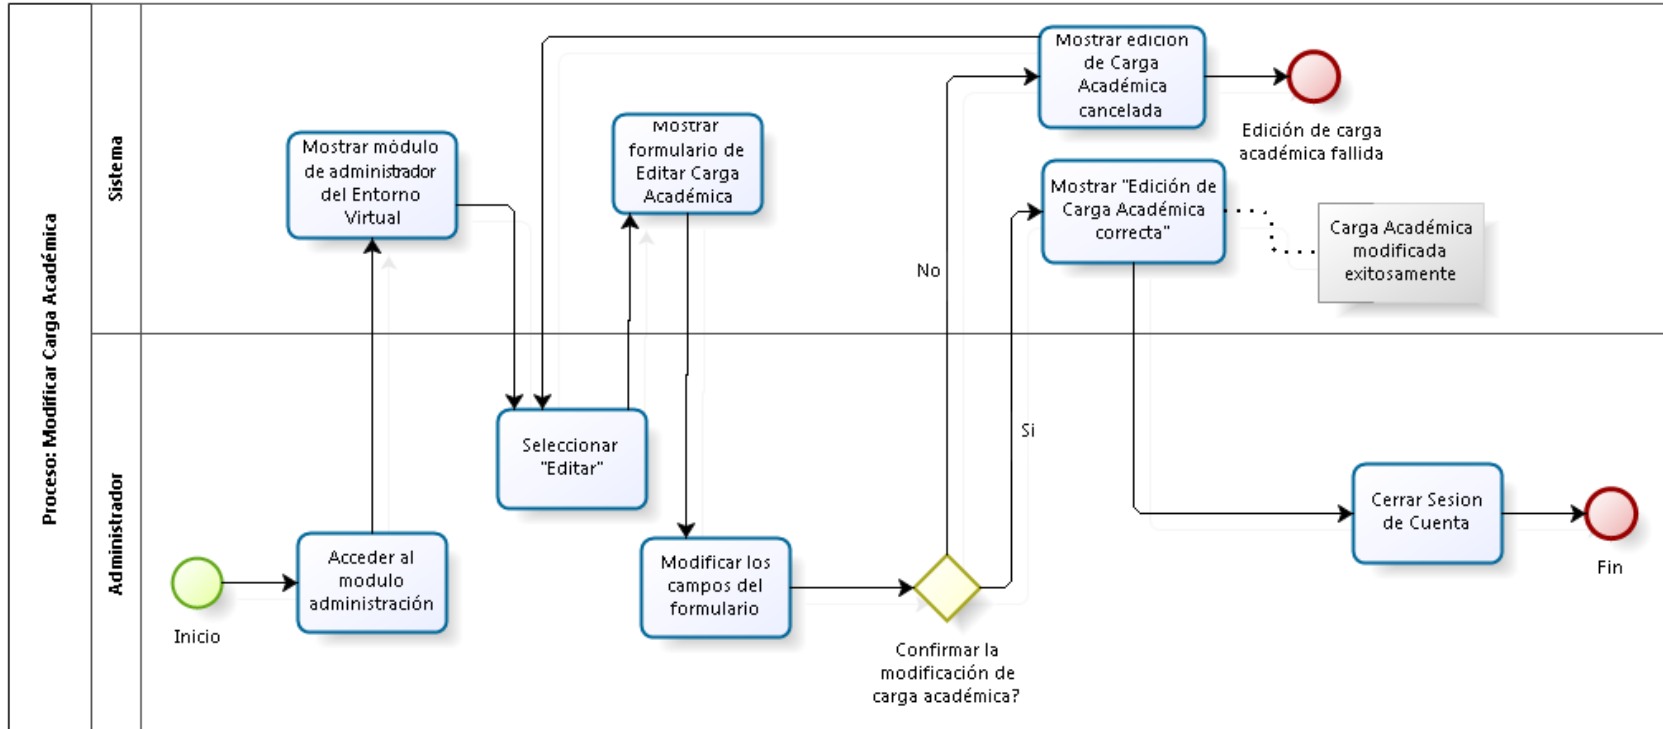 Proceso: Modificar Carga Académica
Sistema
Mostrar módulo
de administrador
del Entorno
Virtual
Mostrar
formulario de
Editar Carga
Académica
Mostrar edición
de Carga
Académica
cancelada
Edición de carga
académica fallida
Mostrar "Edición de
Carga Académica
correcta"
Carga Académica
modificada
exitosamente
No
Si
Administrador
Inicio
Acceder al
modulo
administración
Seleccionar
"Editar"
Modificar los
campos del
formulario
Confirmar la
modificación de
carga académica?
Cerrar Sesion
de Cuenta
Fin